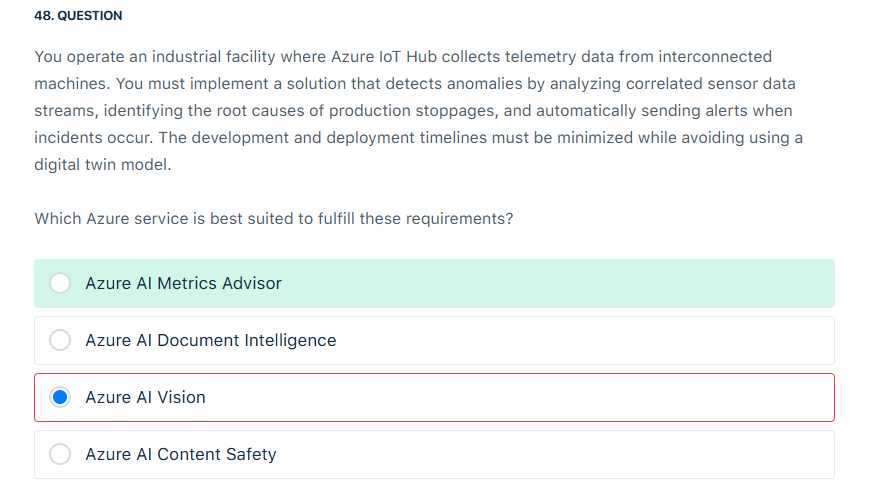 48. QUESTION
You operate an industrial facility where Azure IoT Hub collects telemetry data from interconnected
machines. You must implement a solution that detects anomalies by analyzing correlated sensor data
streams, identifying the root causes of production stoppages, and automatically sending alerts when
incidents occur. The development and deployment timelines must be minimized while avoiding using a
digital twin model.
Which Azure service is best suited to fulfill these requirements?
Azure AI Metrics Advisor
Azure AI Document Intelligence
Azure AI Vision
Azure AI Content Safety